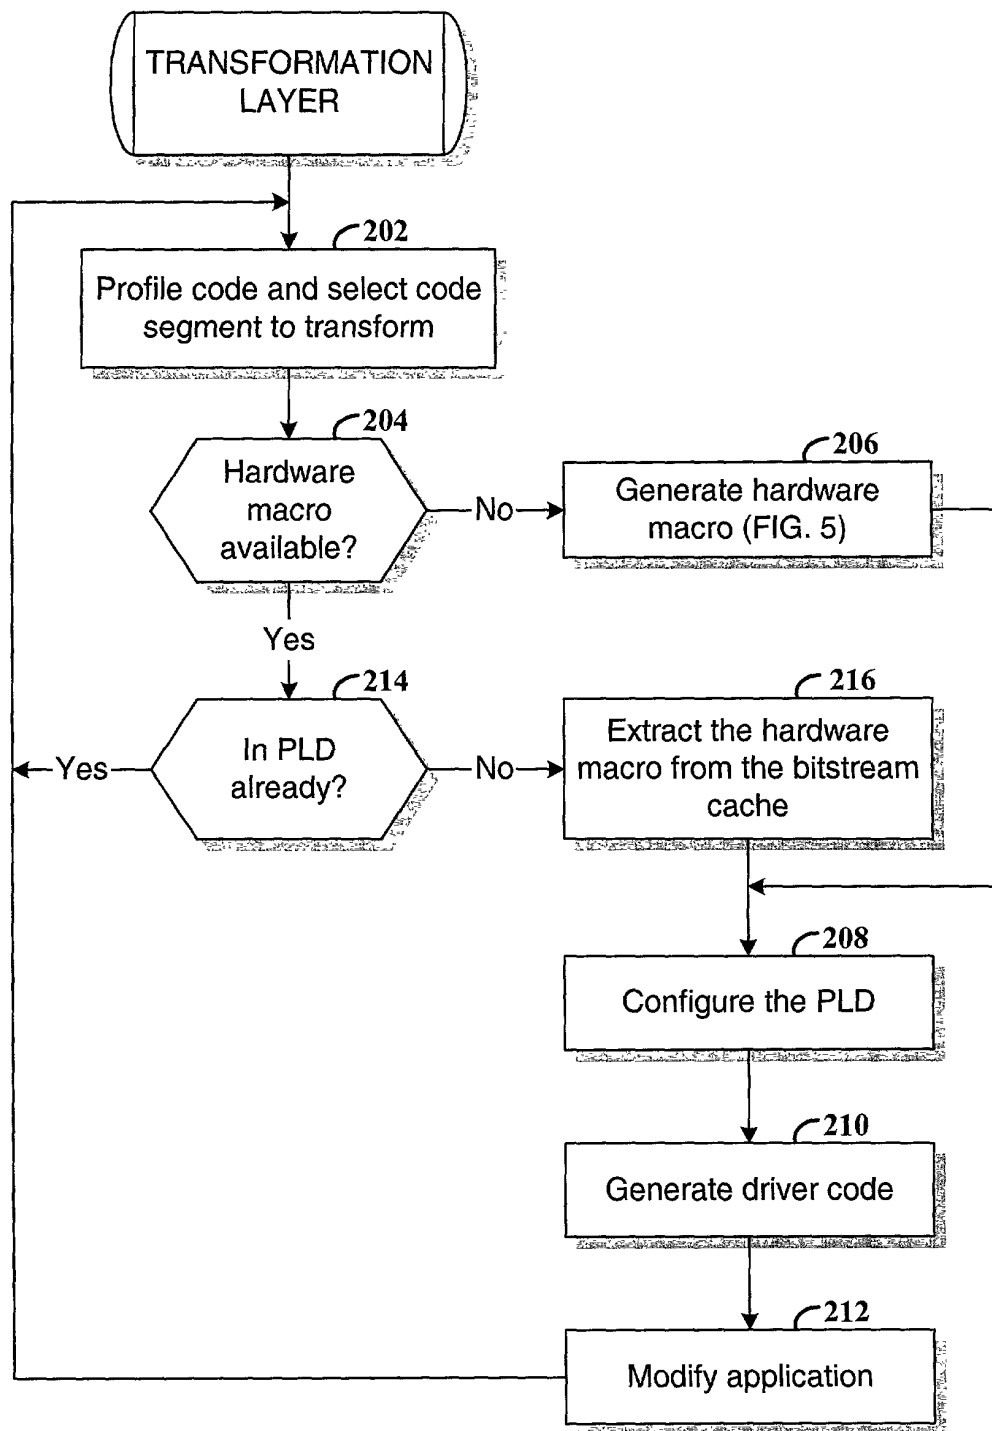 TRANSFORMATION
LAYER
202
Profile code and select code
segment to transform
204
Hardware
macro
available?
No
206
Generate hardware
macro (FIG. 5)
Yes
214
In PLD
already?
Yes
No
216
Extract the hardware
macro from the bitstream
cache
208
Configure the PLD
210
Generate driver code
212
Modify application